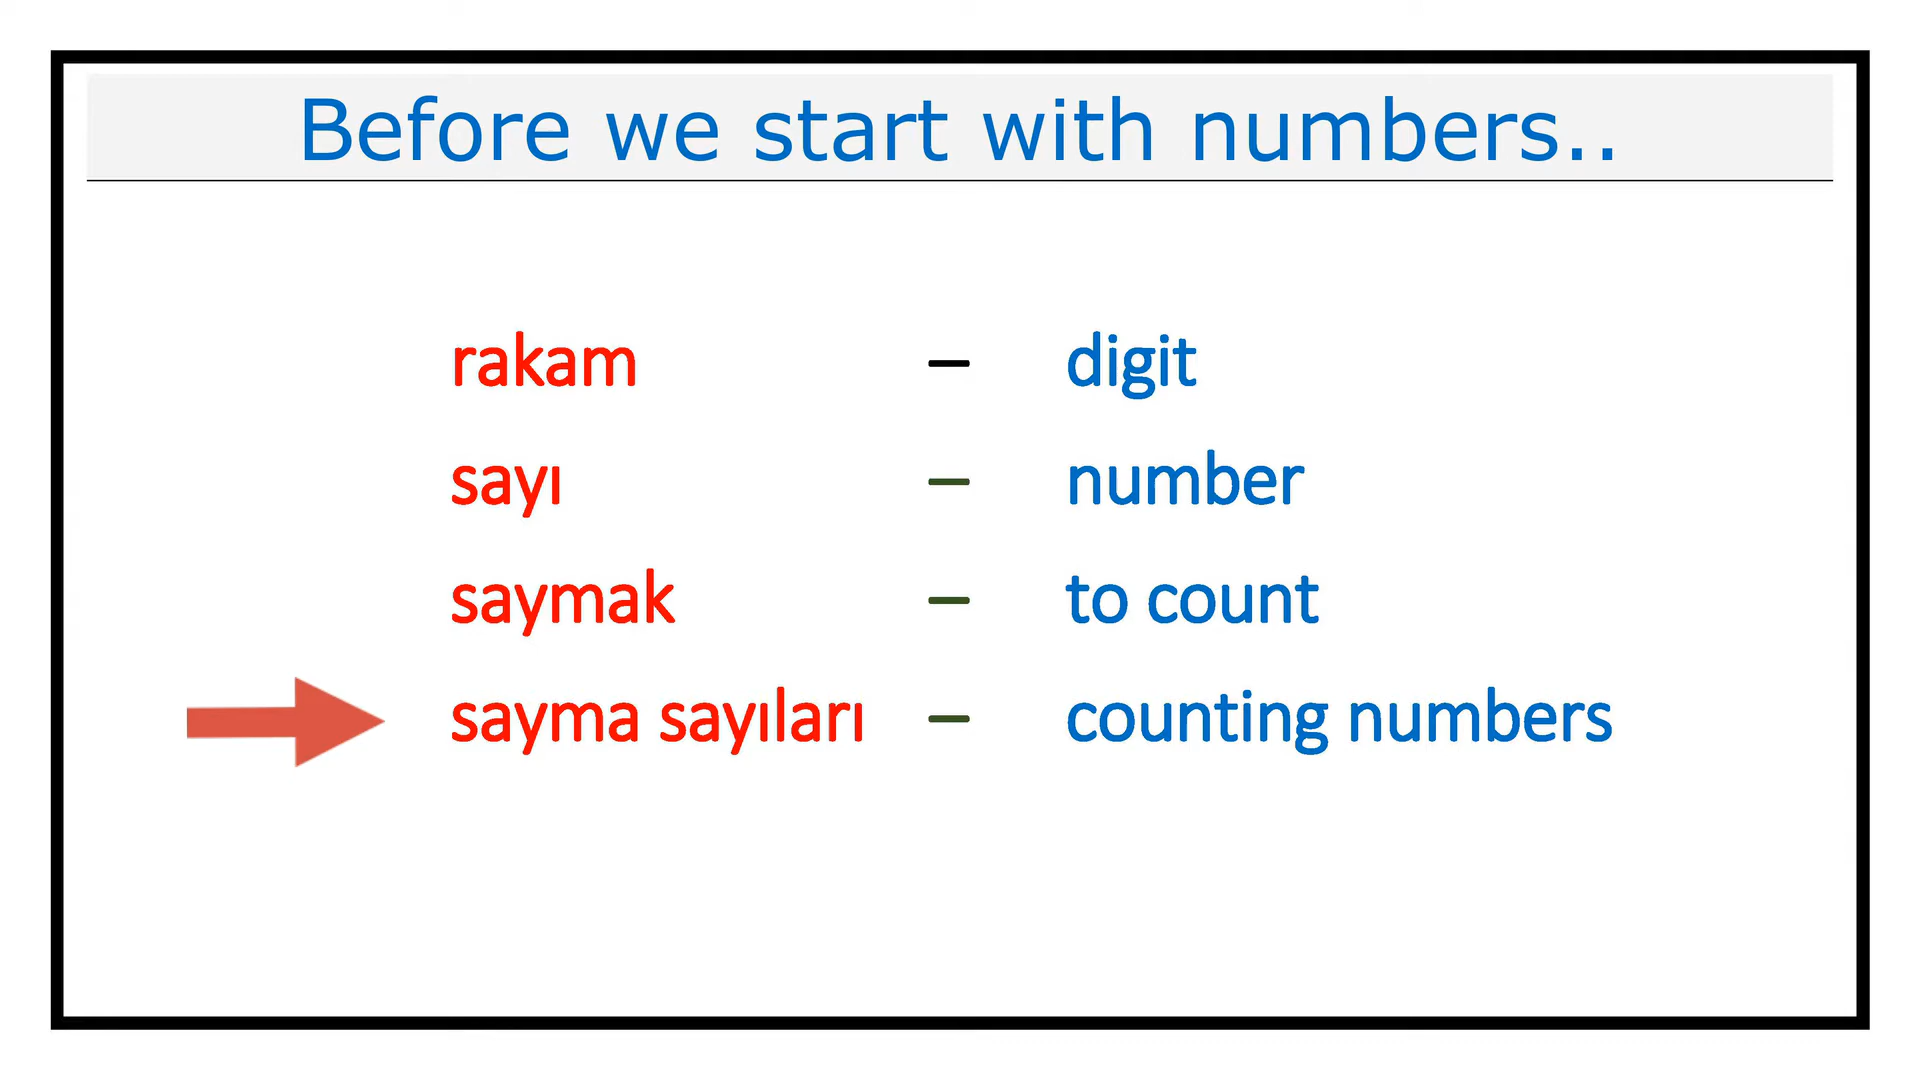 Before we start with numbers..
rakam – digit
sayı – number
saymak – to count
sayma sayıları – counting numbers